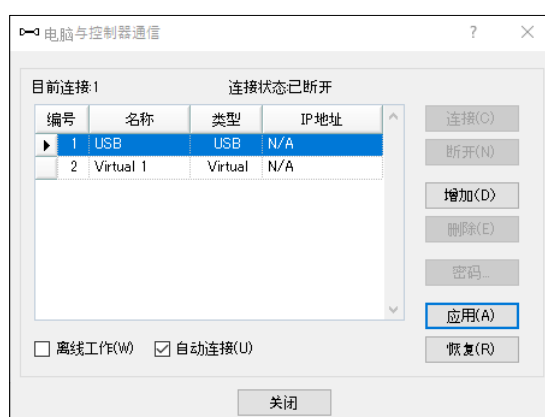 电脑与控制器通信 ?
目前连接:1 连接状态:已断开
编号 名称 类型 IP地址
1 USB USB N/A
2 Virtual 1 Virtual N/A
连接(C)
断开(N)
增加(D)
删除(E)
密码...
应用(A)
恢复(R)
离线工作(W) 自动连接(U)
关闭